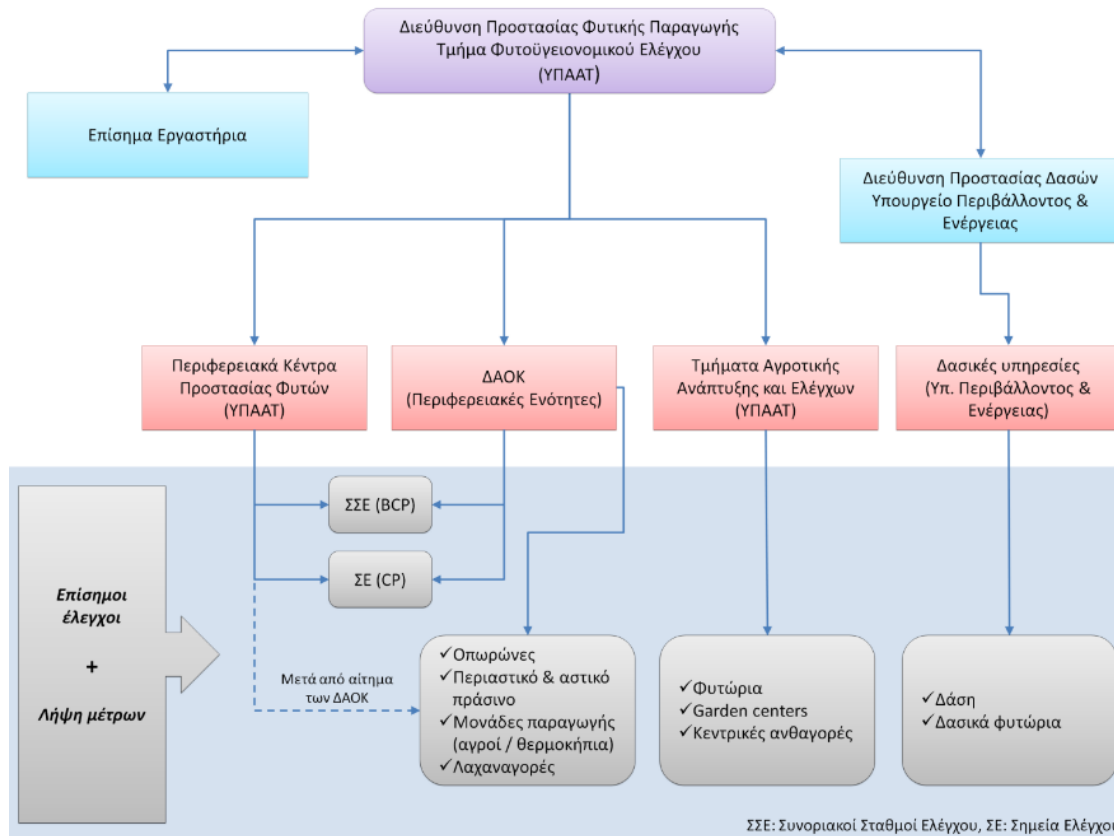 Διεύθυνση Προστασίας Φυτικής Παραγωγής
Τμήμα Φυτοϋγειονομικού Ελέγχου
(ΥΠΑΑΤ)
Επίσημα Εργαστήρια
Διεύθυνση Προστασίας Δασών
Υπουργείο Περιβάλλοντος &
Ενέργειας
Περιφερειακά Κέντρα
Προστασίας Φυτών
(ΥΠΑΑΤ)
ΔΑΟΚ
(Περιφερειακές Ενότητες)
Τμήματα Αγροτικής
Ανάπτυξης και Ελέγχων
(ΥΠΑΑΤ)
Δασικές υπηρεσίες
(Υπ. Περιβάλλοντος &
Ενέργειας)
ΣΣΕ (BCP)
ΣΕ (CP)
Επίσημοι
έλεγχοι
+
Λήψη μέτρων
Μετά από αίτημα
των ΔΑΟΚ
✓Οπωρώνες
✓Περιαστικό & αστικό
πράσινο
✓Μονάδες παραγωγής
(αγροί / θερμοκήπια)
✓Λαχαναγορές
✓Φυτώρια
✓Garden centers
✓Κεντρικές ανθαγορές
✓Δάση
✓Δασικά φυτώρια
ΣΣΕ: Συνοριακοί Σταθμοί Ελέγχου, ΣΕ: Σημεία Ελέγχου